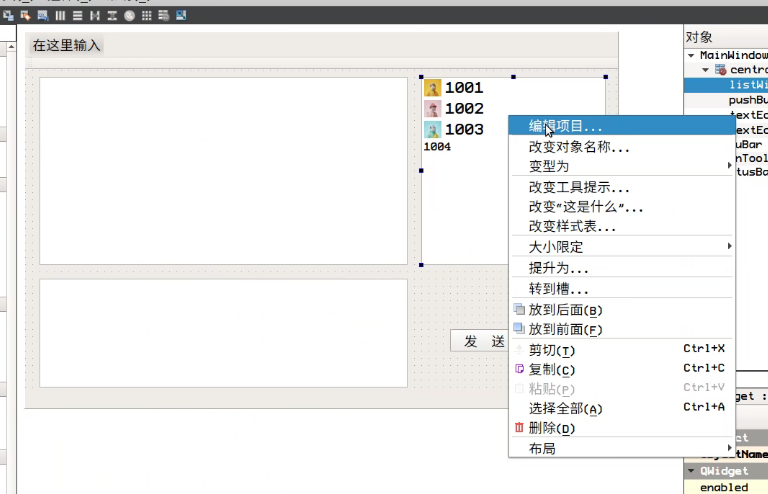 在这里输入
对象
MainWindow
centra
listWi
pushBu
textEd
extEd
uBar
nTool
tusBa
1001
1002
1003
1004
发 送
编辑项目...
改变对象名称...
变型为
改变工具提示...
改变“这是什么”...
改变样式表...
大小限定
提升为...
转到槽...
放到后面(B)
放到前面(F)
剪切(T) Ctrl+X
复制(C) Ctrl+C
粘贴(P) Ctrl+V
选择全部(A) Ctrl+A
删除(D)
布局
dget :
ct
QWidget
enabled